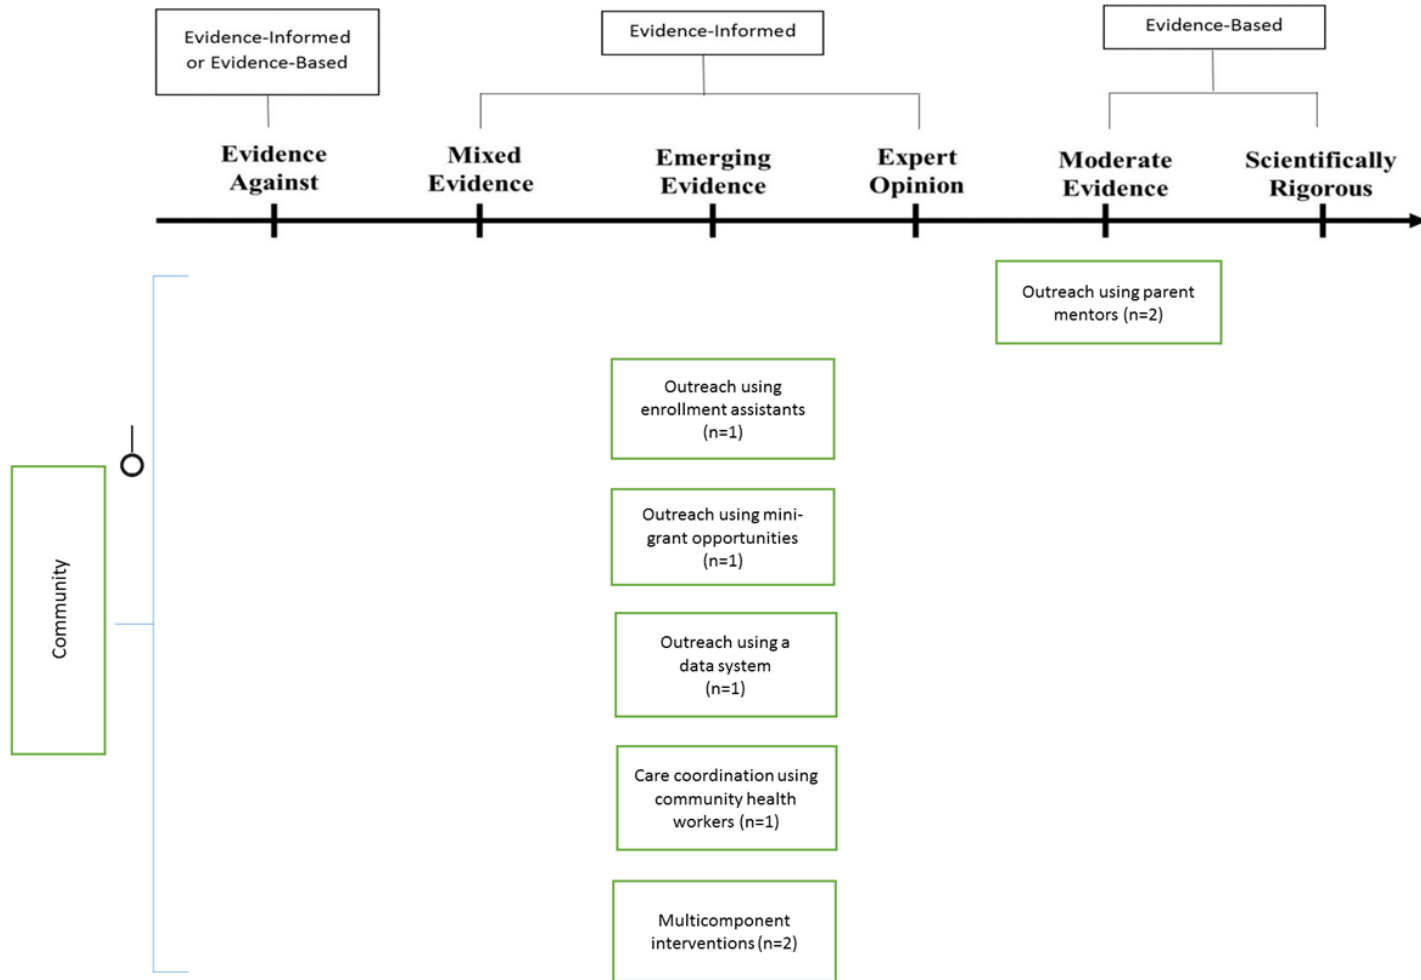 Evidence-Informed
or Evidence-Based
Evidence-Informed
Evidence-Based
Evidence
Against
Mixed
Evidence
Emerging
Evidence
Expert
Opinion
Moderate
Evidence
Scientifically
Rigorous
Outreach using parent
mentors (n=2)
Outreach using
enrollment assistants
(n=1)
Outreach using mini-
grant opportunities
(n=1)
Community
Outreach using a
data system
(n=1)
Care coordination using
community health
workers (n=1)
Multicomponent
interventions (n=2)